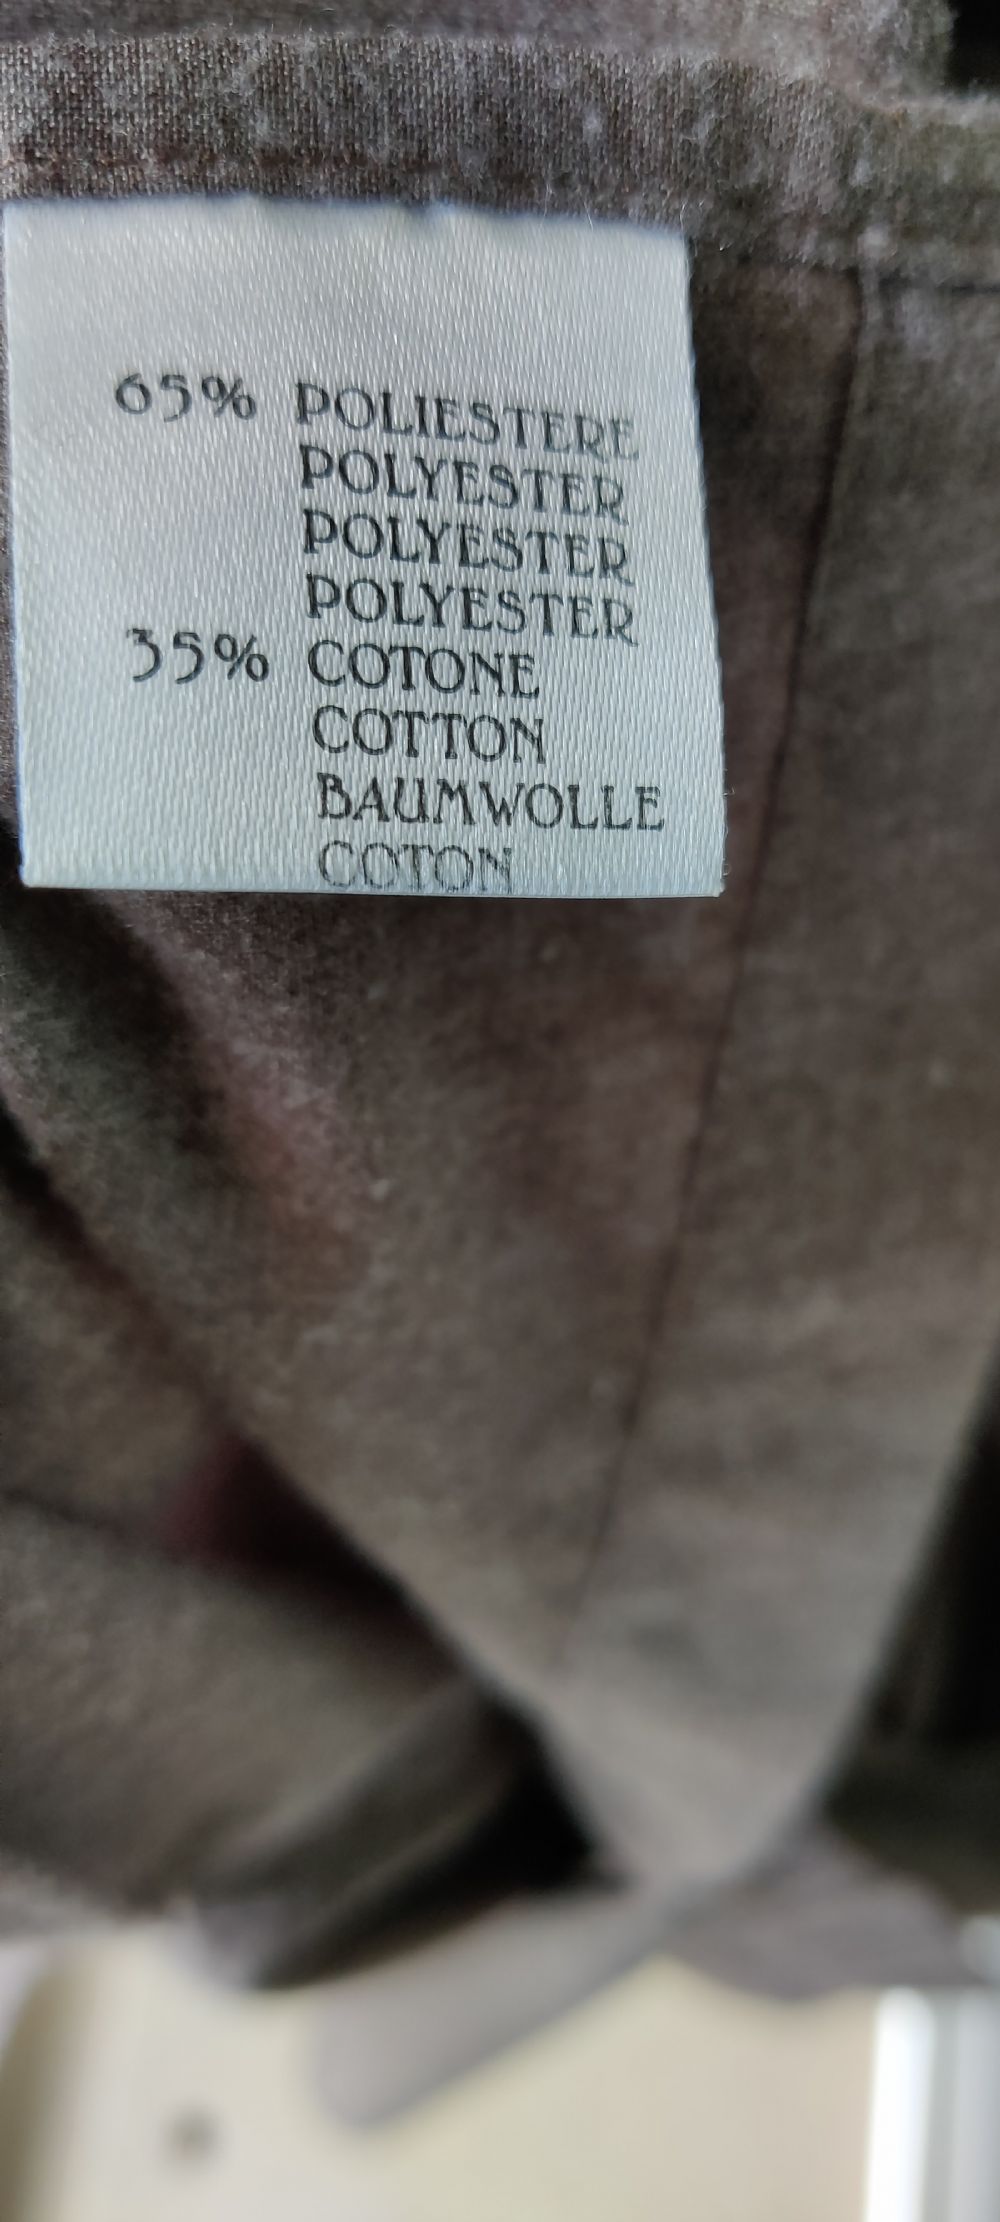 65% POLIESTERE
POLYESTER
POLYESTER
POLYESTER
35% COTONE
COTTON
BAUMWOLLE
COTON